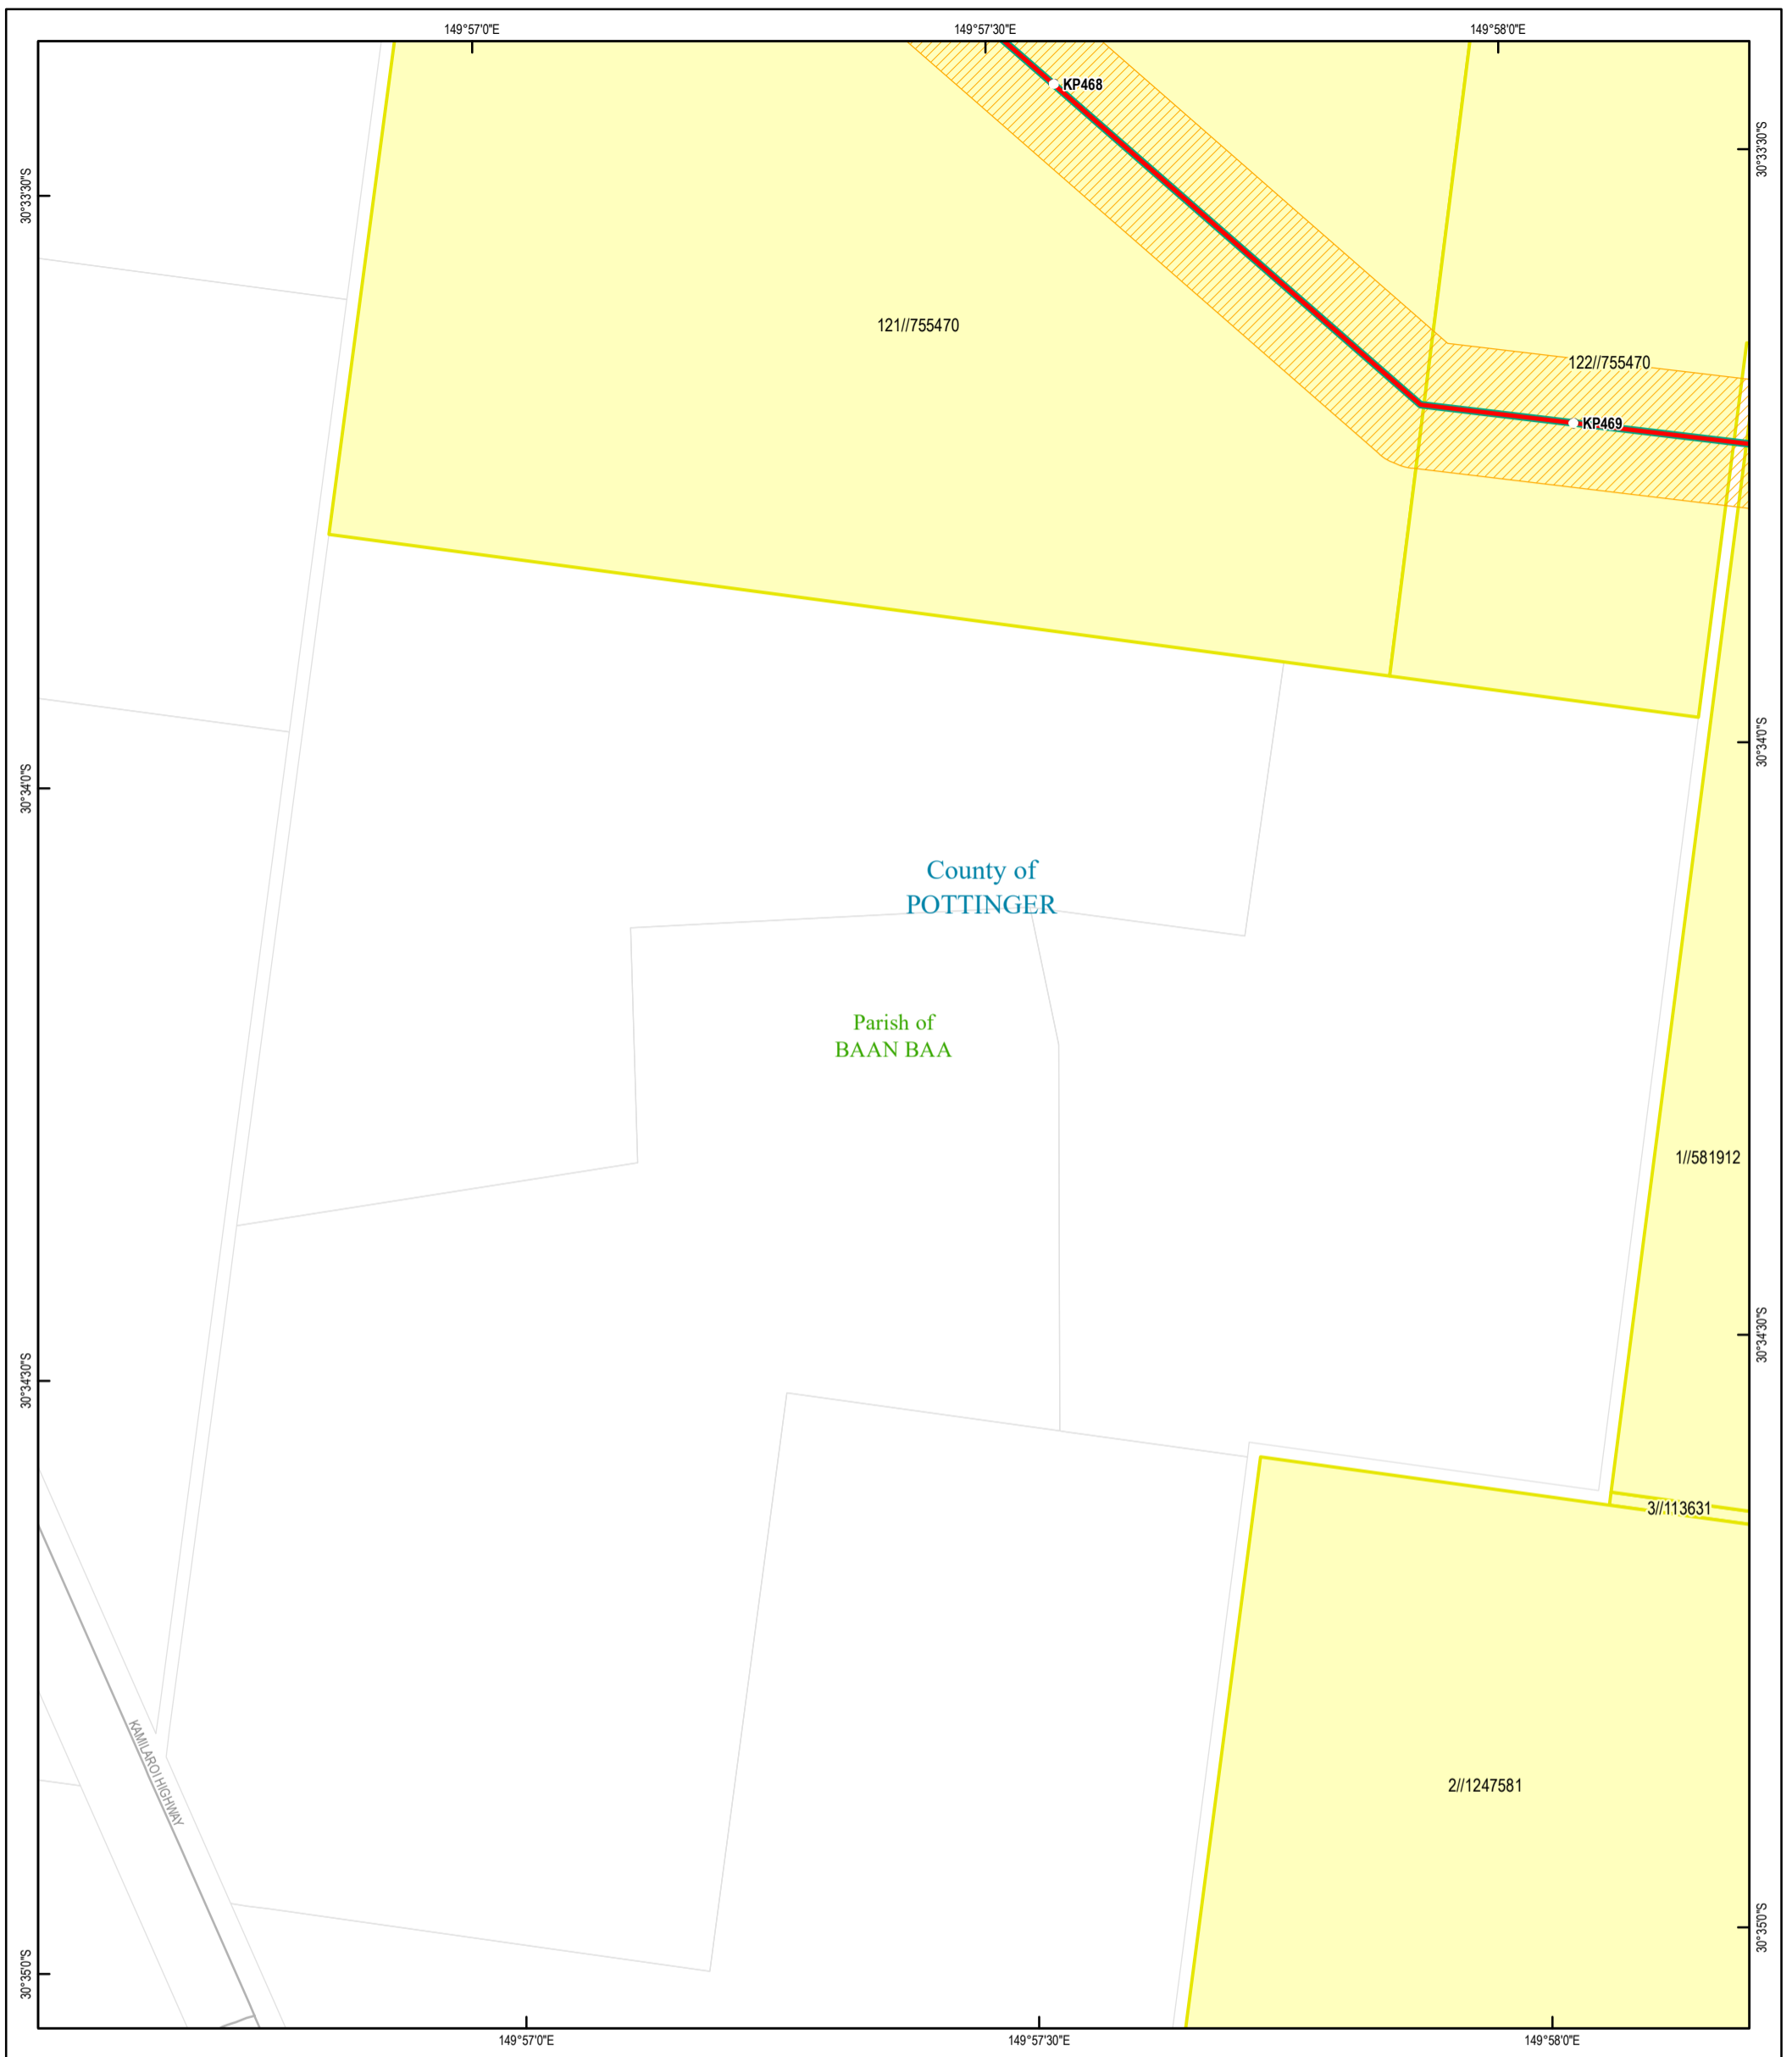 149°57'0"E
149°57'30"E
149°58'0"E
KP468
30°33'30"S
30°33'30"S
121//755470
122//755470
KP469
30°34'0"S
30°34'0"S
County of
POTTINGER
Parish of
BAAN BAA
1//581912
30°34'30"S
30°34'30"S
3//113631
KAMILAROI HIGHWAY
2//1247581
30°35'0"S
30°35'0"S
149°57'0"E
149°57'30"E
149°58'0"E